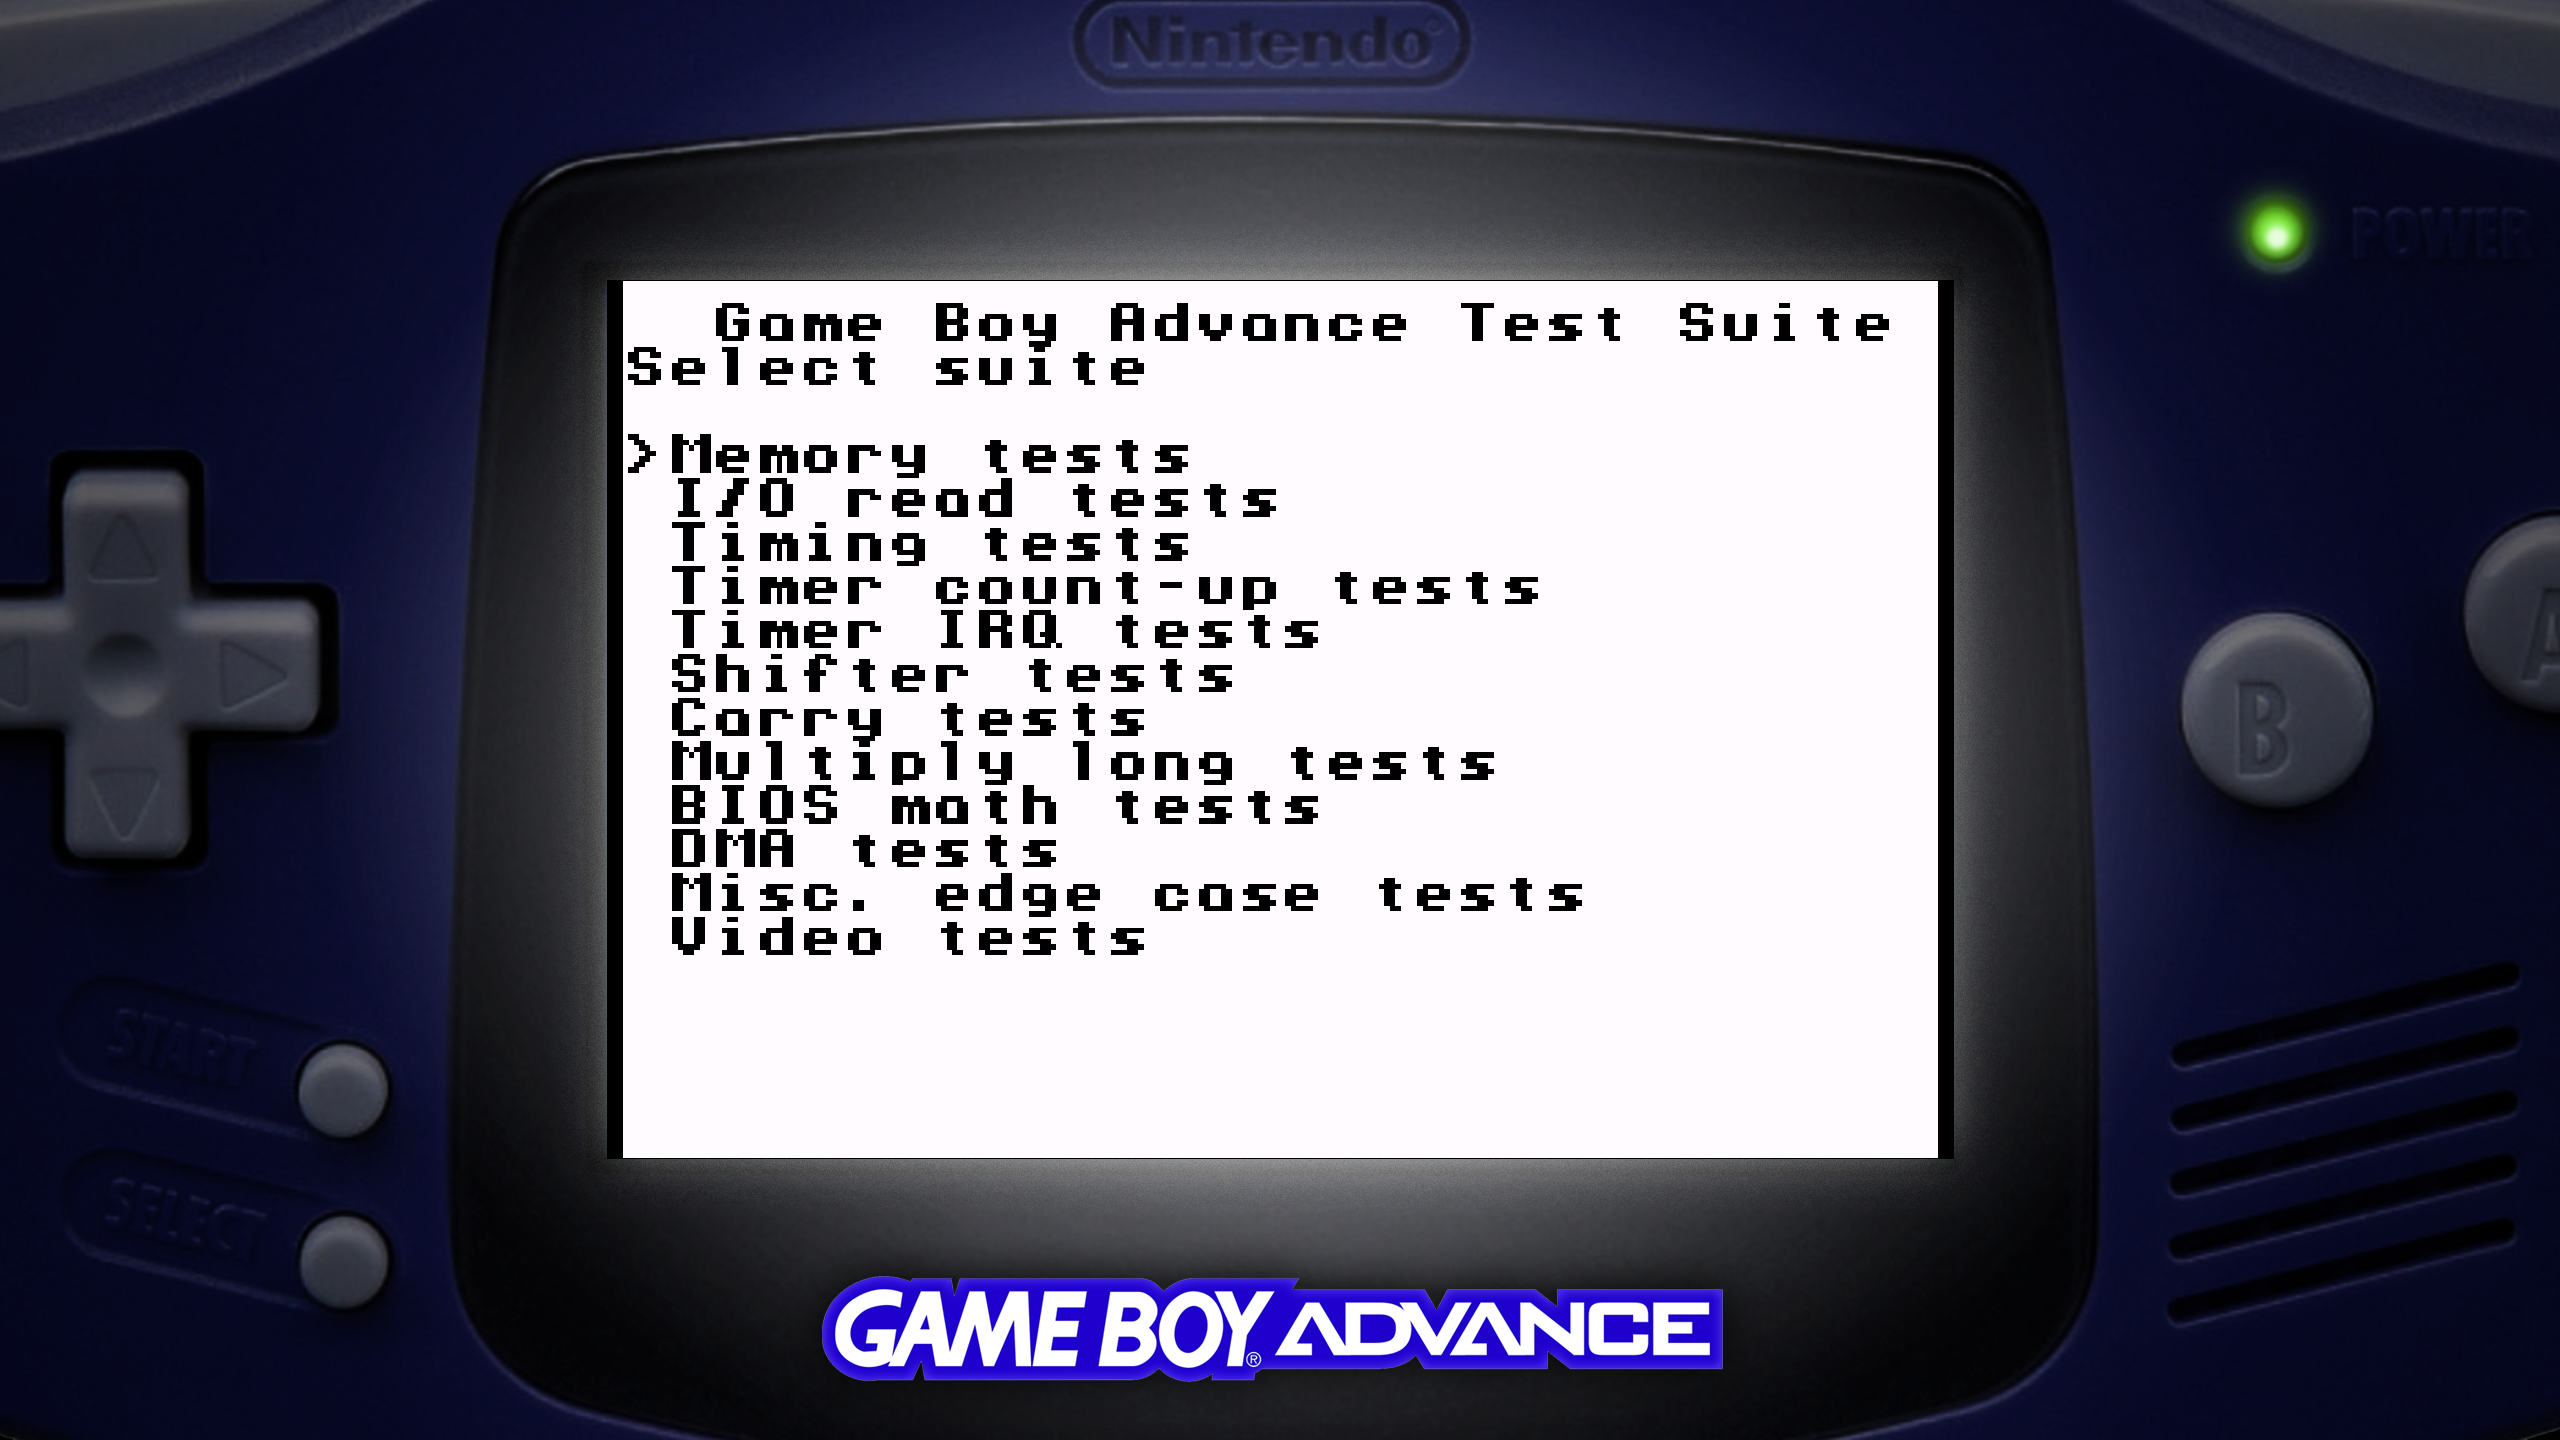 Nintendo®
POWER
Game Boy Advance Test Suite
Select suite
>Memory tests
I/O read tests
Timing tests
Timer count-up tests
Timer IRQ tests
Shifter tests
Carry tests
Multiply long tests
BIOS math tests
DMA tests
Misc. edge case tests
Video tests
A
B
START
SELECT
GAME BOY® ADVANCE